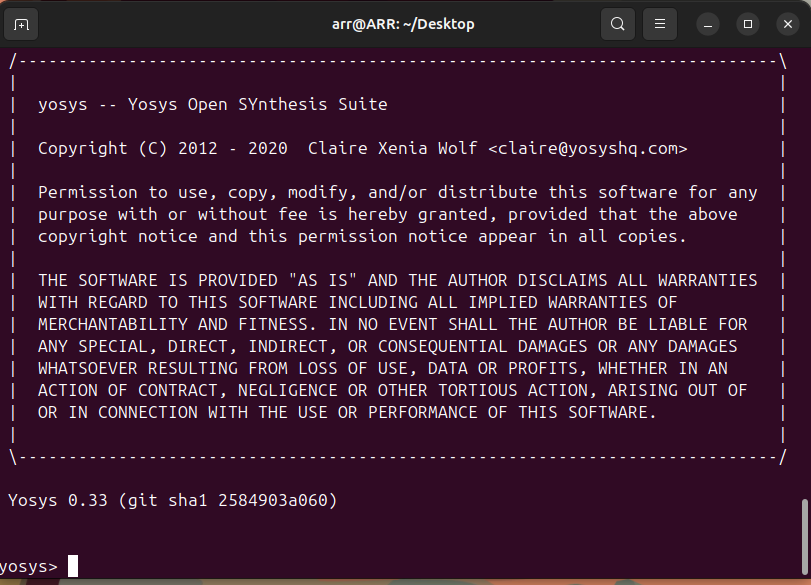 arr@ARR: ~/Desktop
/----------------------------------------------------------------------------\
|                                                                            |
|  yosys -- Yosys Open SYnthesis Suite                                       |
|                                                                            |
|  Copyright (C) 2012 - 2020  Claire Xenia Wolf <claire@yosyshq.com>         |
|                                                                            |
|  Permission to use, copy, modify, and/or distribute this software for any  |
|  purpose with or without fee is hereby granted, provided that the above    |
|  copyright notice and this permission notice appear in all copies.         |
|                                                                            |
|  THE SOFTWARE IS PROVIDED "AS IS" AND THE AUTHOR DISCLAIMS ALL WARRANTIES  |
|  WITH REGARD TO THIS SOFTWARE INCLUDING ALL IMPLIED WARRANTIES OF          |
|  MERCHANTABILITY AND FITNESS. IN NO EVENT SHALL THE AUTHOR BE LIABLE FOR   |
|  ANY SPECIAL, DIRECT, INDIRECT, OR CONSEQUENTIAL DAMAGES OR ANY DAMAGES    |
|  WHATSOEVER RESULTING FROM LOSS OF USE, DATA OR PROFITS, WHETHER IN AN     |
|  ACTION OF CONTRACT, NEGLIGENCE OR OTHER TORTIOUS ACTION, ARISING OUT OF   |
|  OR IN CONNECTION WITH THE USE OR PERFORMANCE OF THIS SOFTWARE.            |
|                                                                            |
\----------------------------------------------------------------------------/
Yosys 0.33 (git sha1 2584903a060)
yosys>